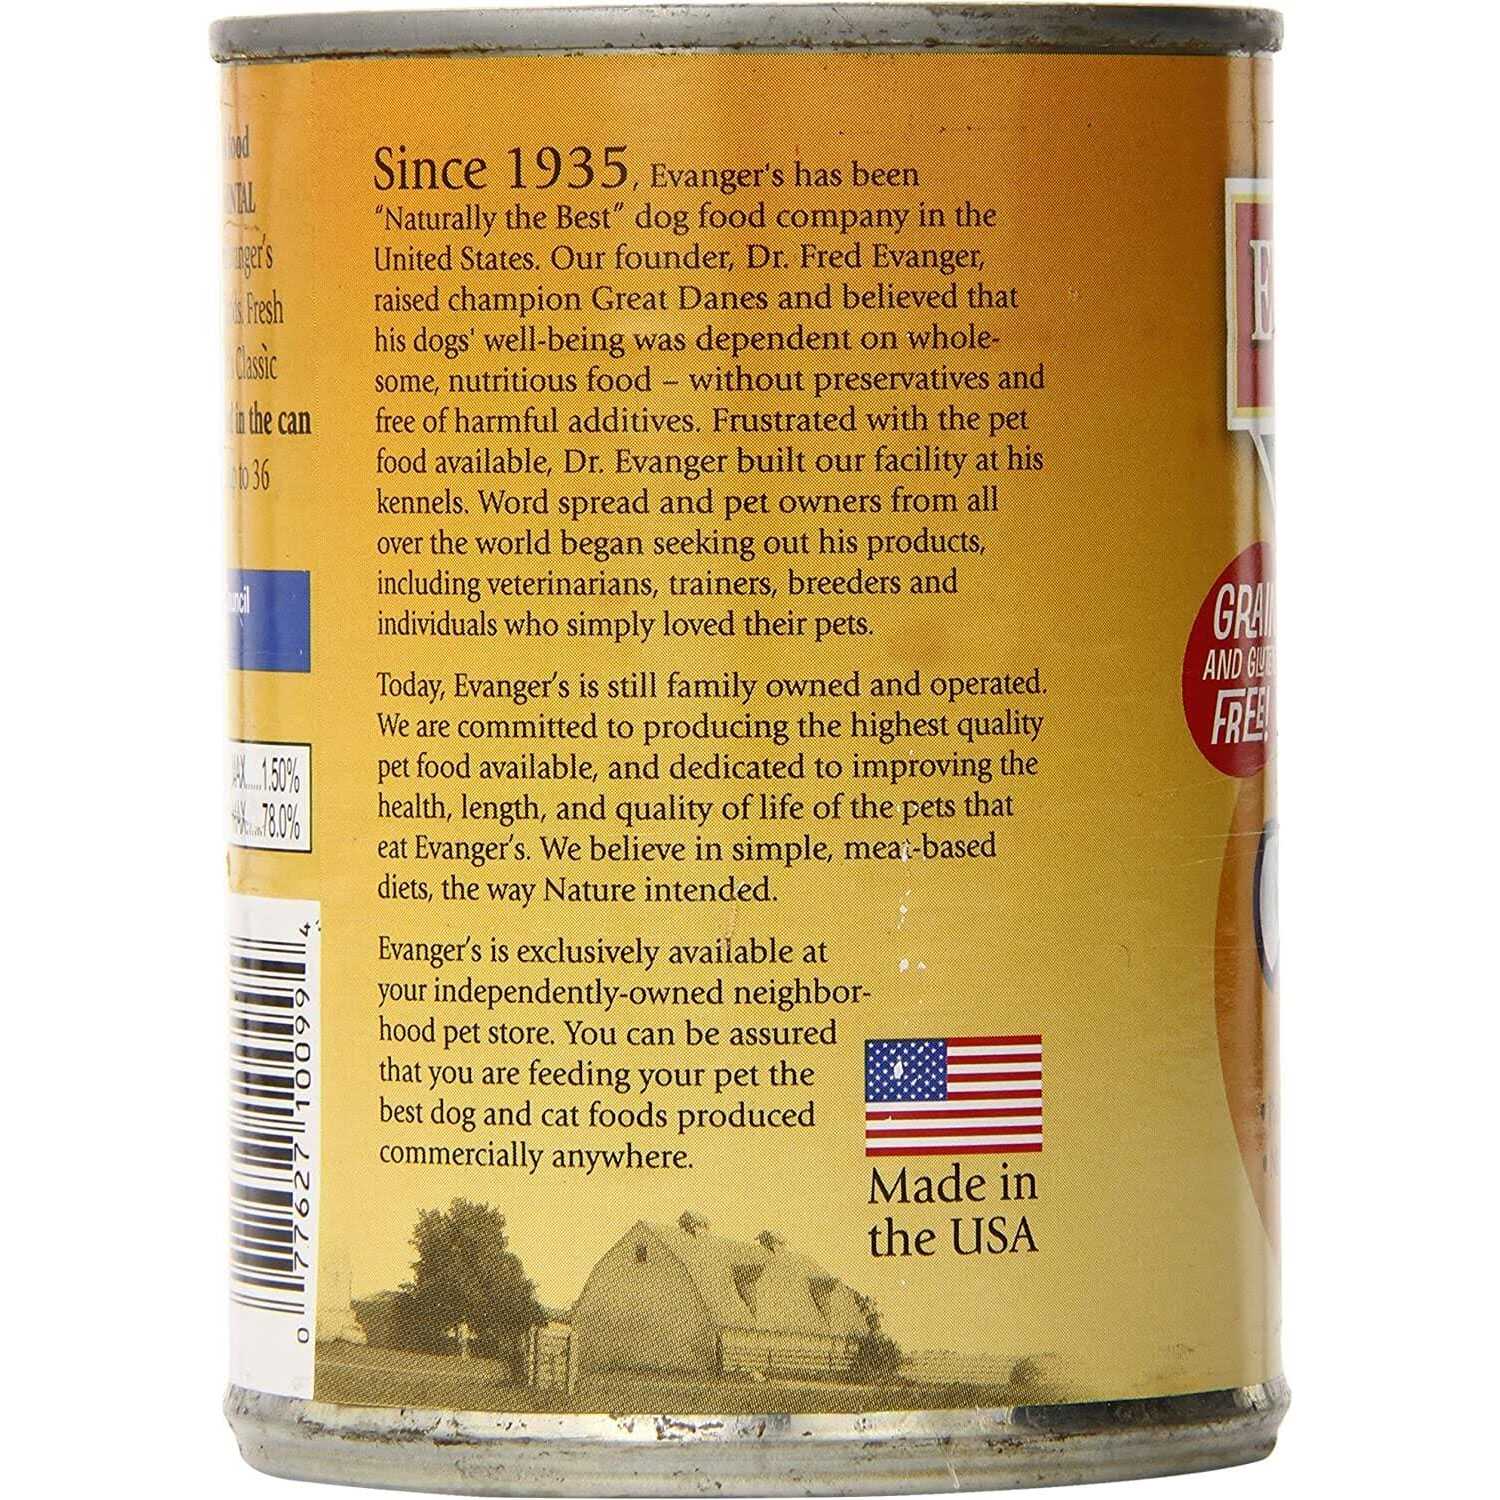 Since 1935, Evanger's has been
"Naturally the Best" dog food company in the
United States. Our founder, Dr. Fred Evanger,
raised champion Great Danes and believed that
his dogs' well-being was dependent on whole-
some, nutritious food – without preservatives and
free of harmful additives. Frustrated with the pet
food available, Dr. Evanger built our facility at his
kennels. Word spread and pet owners from all
over the world began seeking out his products,
including veterinarians, trainers, breeders and
individuals who simply loved their pets.
Today, Evanger's is still family owned and operated.
We are committed to producing the highest quality
pet food available, and dedicated to improving the
health, length, and quality of life of the pets that
eat Evanger's. We believe in simple, meat-based
diets, the way Nature intended.
Evanger's is exclusively available at
your independently-owned neighbor-
hood pet store. You can be assured
that you are feeding your pet the
best dog and cat foods produced
commercially anywhere.
Made in
the USA
Fresh
Classic
in the can
to 36
1.50%
78.0%
0 77627 10099 4
AND
FREE!